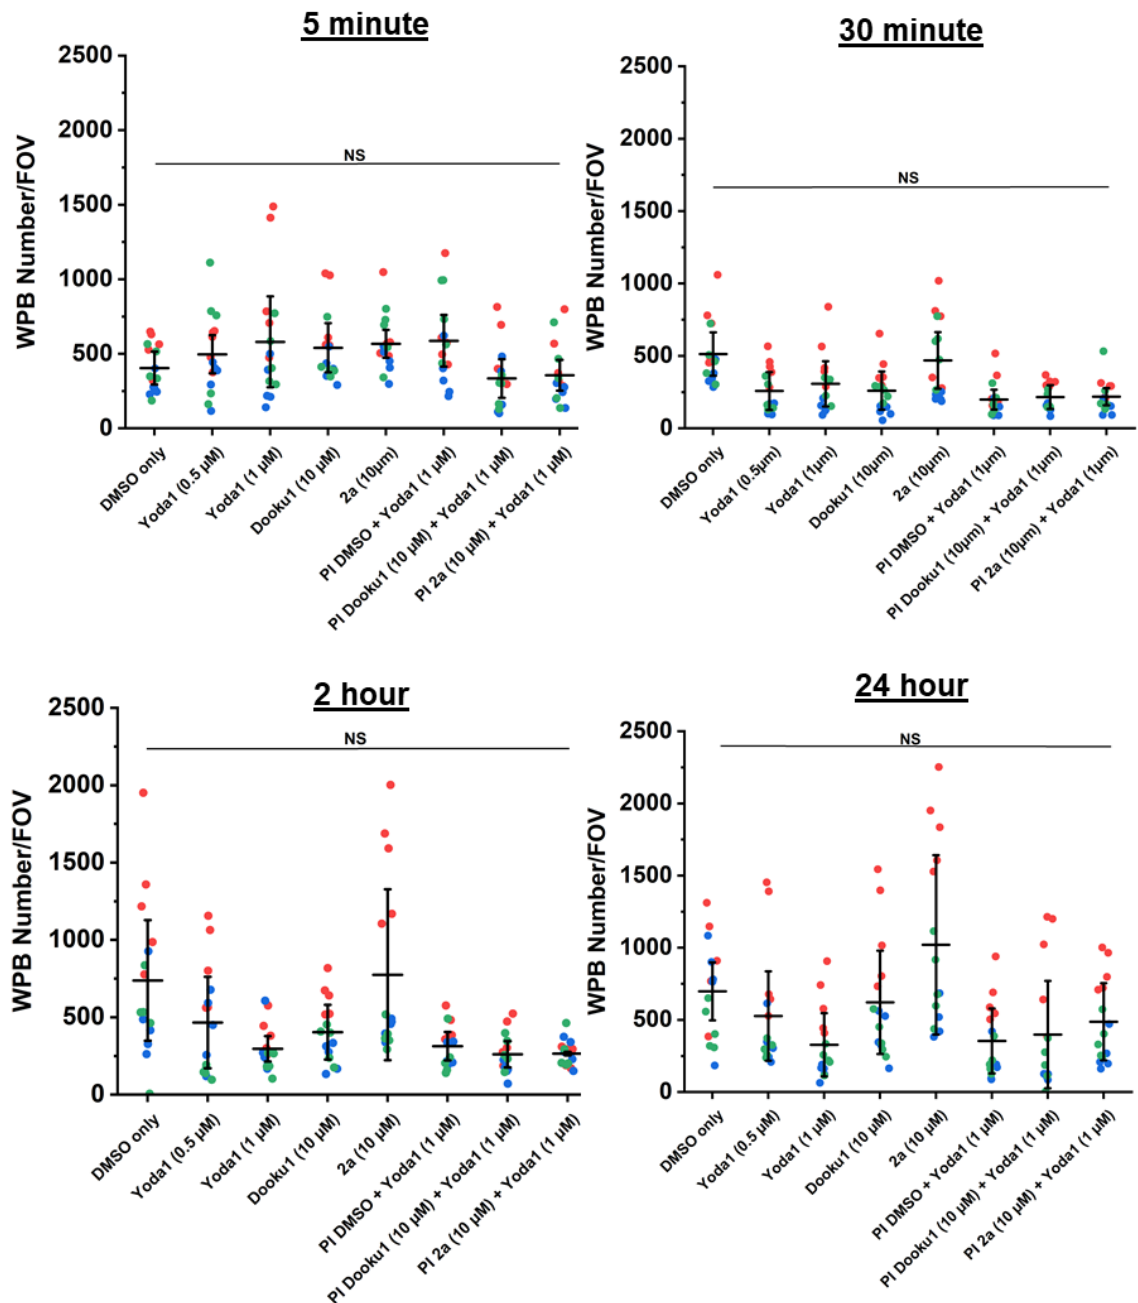 5 minute
2500
2000
1500
1000
500
0
WPB Number/FOV
NS
DMSO only
Yoda1 (0.5 µM)
Yoda1 (1 µM)
Dooku1 (10 µM)
2a (10µm)
PI DMSO + Yoda1 (1 µM)
PI Dooku1 (10 µM) + Yoda1 (1 µM)
PI 2a (10 µM) + Yoda1 (1 µM)
30 minute
2500
2000
1500
1000
500
0
WPB Number/FOV
NS
DMSO only
Yoda1 (0.5µm)
Yoda1 (1µm)
Dooku1 (10µm)
2a (10µm)
PI DMSO + Yoda1 (1µm)
PI Dooku1 (10µm) + Yoda1 (1µm)
PI 2a (10µm) + Yoda1 (1µm)
2 hour
2500
2000
1500
1000
500
0
WPB Number/FOV
NS
DMSO only
Yoda1 (0.5 µM)
Yoda1 (1 µM)
Dooku1 (10 µM)
2a (10 µM)
PI DMSO + Yoda1 (1 µM)
PI Dooku1 (10 µM) + Yoda1 (1 µM)
PI 2a (10 µM) + Yoda1 (1 µM)
24 hour
2500
2000
1500
1000
500
0
WPB Number/FOV
NS
DMSO only
Yoda1 (0.5 µM)
Yoda1 (1 µM)
Dooku1 (10 µM)
2a (10 µM)
PI DMSO + Yoda1 (1 µM)
PI Dooku1 (10 µM) + Yoda1 (1 µM)
PI 2a (10 µM) + Yoda1 (1 µM)